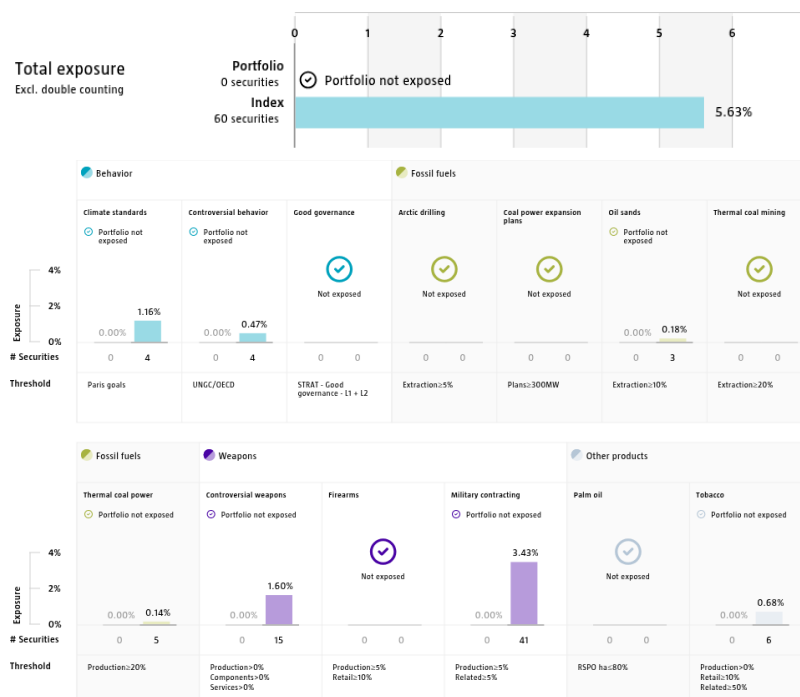 0 1 2 3 4 5 6
Total exposure
Excl. double counting
Portfolio
0 securities
Portfolio not exposed
Index
60 securities
5.63%
Behavior
Fossil fuels
Climate standards
Controversial behavior
Good governance
Arctic drilling
Coal power expansion
plans
Oil sands
Thermal coal mining
Portfolio not
exposed
Portfolio not
exposed
Portfolio not
exposed
Not exposed
Not exposed
Not exposed
Not exposed
Exposure
4%
2%
0%
0.00% 1.16%
0.00% 0.47%
0.00% 0.18%
# Securities
0 4
0 4
0 0
0 0
0 0
0 3
0 0
Threshold
Paris goals
UNGC/OECD
STRAT - Good
governance - L1 + L2
Extraction≥5%
Plans≥300MW
Extraction≥10%
Extraction≥20%
Fossil fuels
Weapons
Other products
Thermal coal power
Controversial weapons
Firearms
Military contracting
Palm oil
Tobacco
Portfolio not exposed
Portfolio not exposed
Portfolio not exposed
Portfolio not exposed
Not exposed
Not exposed
Exposure
4%
2%
0%
0.00% 0.14%
0.00% 1.60%
0.00% 3.43%
0.00% 0.68%
# Securities
0 5
0 15
0 0
0 41
0 0
0 6
Threshold
Production≥20%
Production>0%
Components>0%
Services>0%
Production≥5%
Retail≥10%
Production≥5%
Related≥5%
RSPO ha≤80%
Production>0%
Retail≥10%
Related≥50%